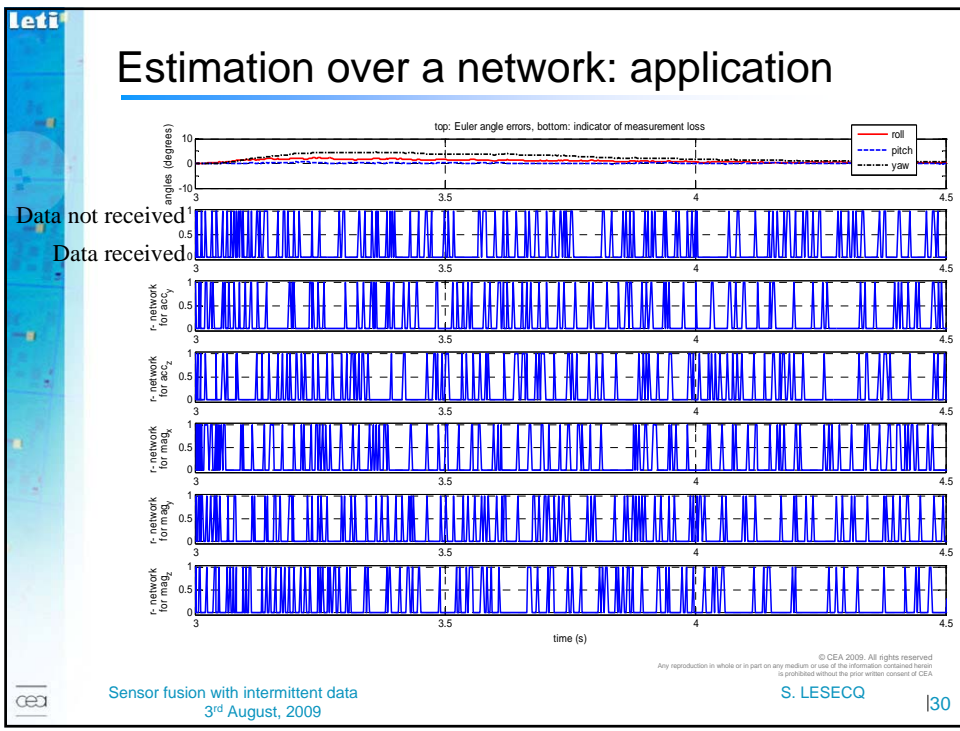 leti
Estimation over a network: application
top: Euler angle errors, bottom: indicator of measurement loss
angles (degrees)
10
0
-10
roll
pitch
yaw
3
4
4.5
Data not received
Data received
1
0.5
0
3
3.5
4
4.5
r- network
for acc_y
1
0.5
0
3
3.5
4
4.5
r- network
for acc_z
1
0.5
0
3
3.5
4
4.5
r- network
for mag_x
1
0.5
0
3
3.5
4
4.5
r- network
for mag_y
1
0.5
0
3
3.5
4
4.5
r- network
for mag_z
1
0.5
0
3
3.5
4
4.5
time (s)
© CEA 2009. All rights reserved
Any reproduction in whole or in part on any medium or use of the information contained herein
is prohibited without the prior written consent of CEA
cea
Sensor fusion with intermittent data
3rd August, 2009
S. LESECQ
|30